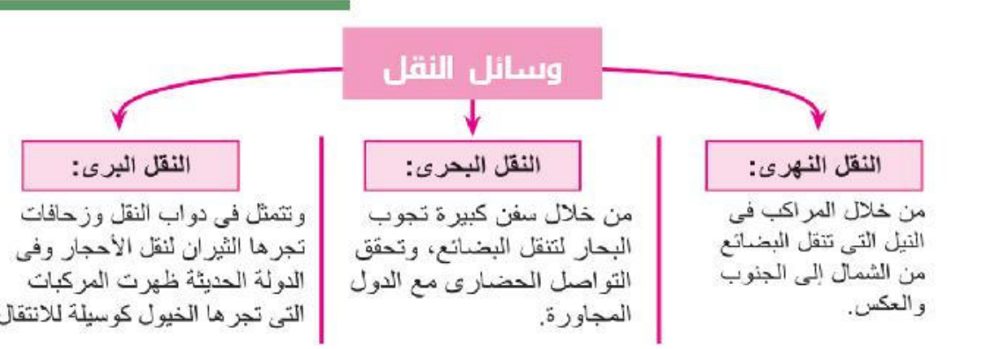 وسائل النقل
النقل النهرى:
من خلال المراكب فى
النيل التى تنقل البضائع
من الشمال إلى الجنوب
والعكس.
النقل البحرى:
من خلال سفن كبيرة تجوب
البحار لتنقل البضائع، وتحقق
التواصل الحضارى مع الدول
المجاورة.
النقل البرى:
وتتمثل فى دواب النقل وزحافات
تجرها الثيران لنقل الأحجار وفى
الدولة الحديثة ظهرت المركبات
التى تجرها الخيول كوسيلة للانتقال